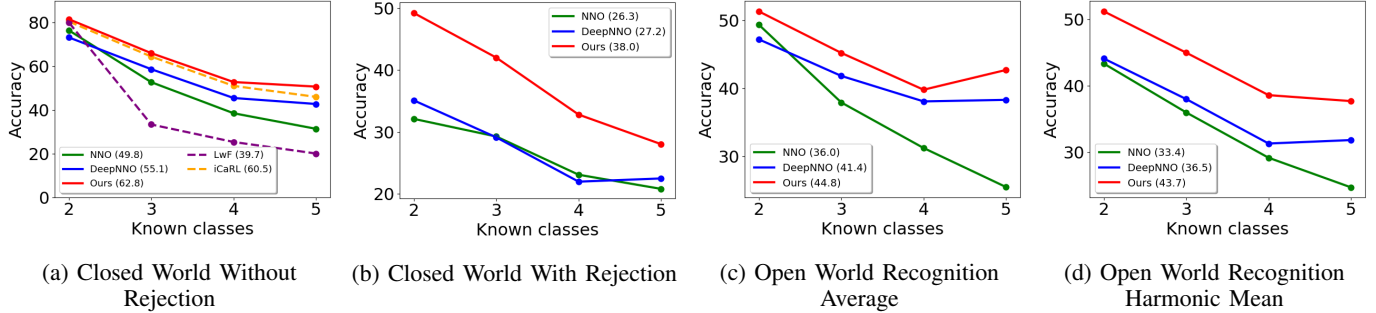 Accuracy
80
60
40
20
0
NNO (49.8)
DeepNNO (55.1)
Ours (62.8)
LwF (39.7)
iCaRL (60.5)
2 3 4 5
Known classes
(a) Closed World Without
Rejection
Accuracy
50
40
30
20
NNO (26.3)
DeepNNO (27.2)
Ours (38.0)
2 3 4 5
Known classes
(b) Closed World With Rejection
Accuracy
50
40
30
NNO (36.0)
DeepNNO (41.4)
Ours (44.8)
2 3 4 5
Known classes
(c) Open World Recognition
Average
Accuracy
50
40
30
NNO (33.4)
DeepNNO (36.5)
Ours (43.7)
2 3 4 5
Known classes
(d) Open World Recognition
Harmonic Mean